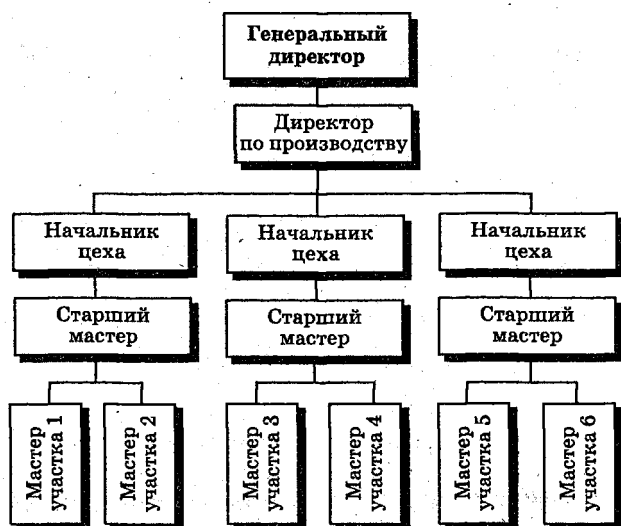 Генеральный
директор
Директор
по производству
Начальник
цеха
Начальник
цеха
Начальник
цеха
Старший
мастер
Старший
мастер
Старший
мастер
Мастер
участка 1
Мастер
участка 2
Мастер
участка 3
Мастер
участка 4
Мастер
участка 5
Мастер
участка 6